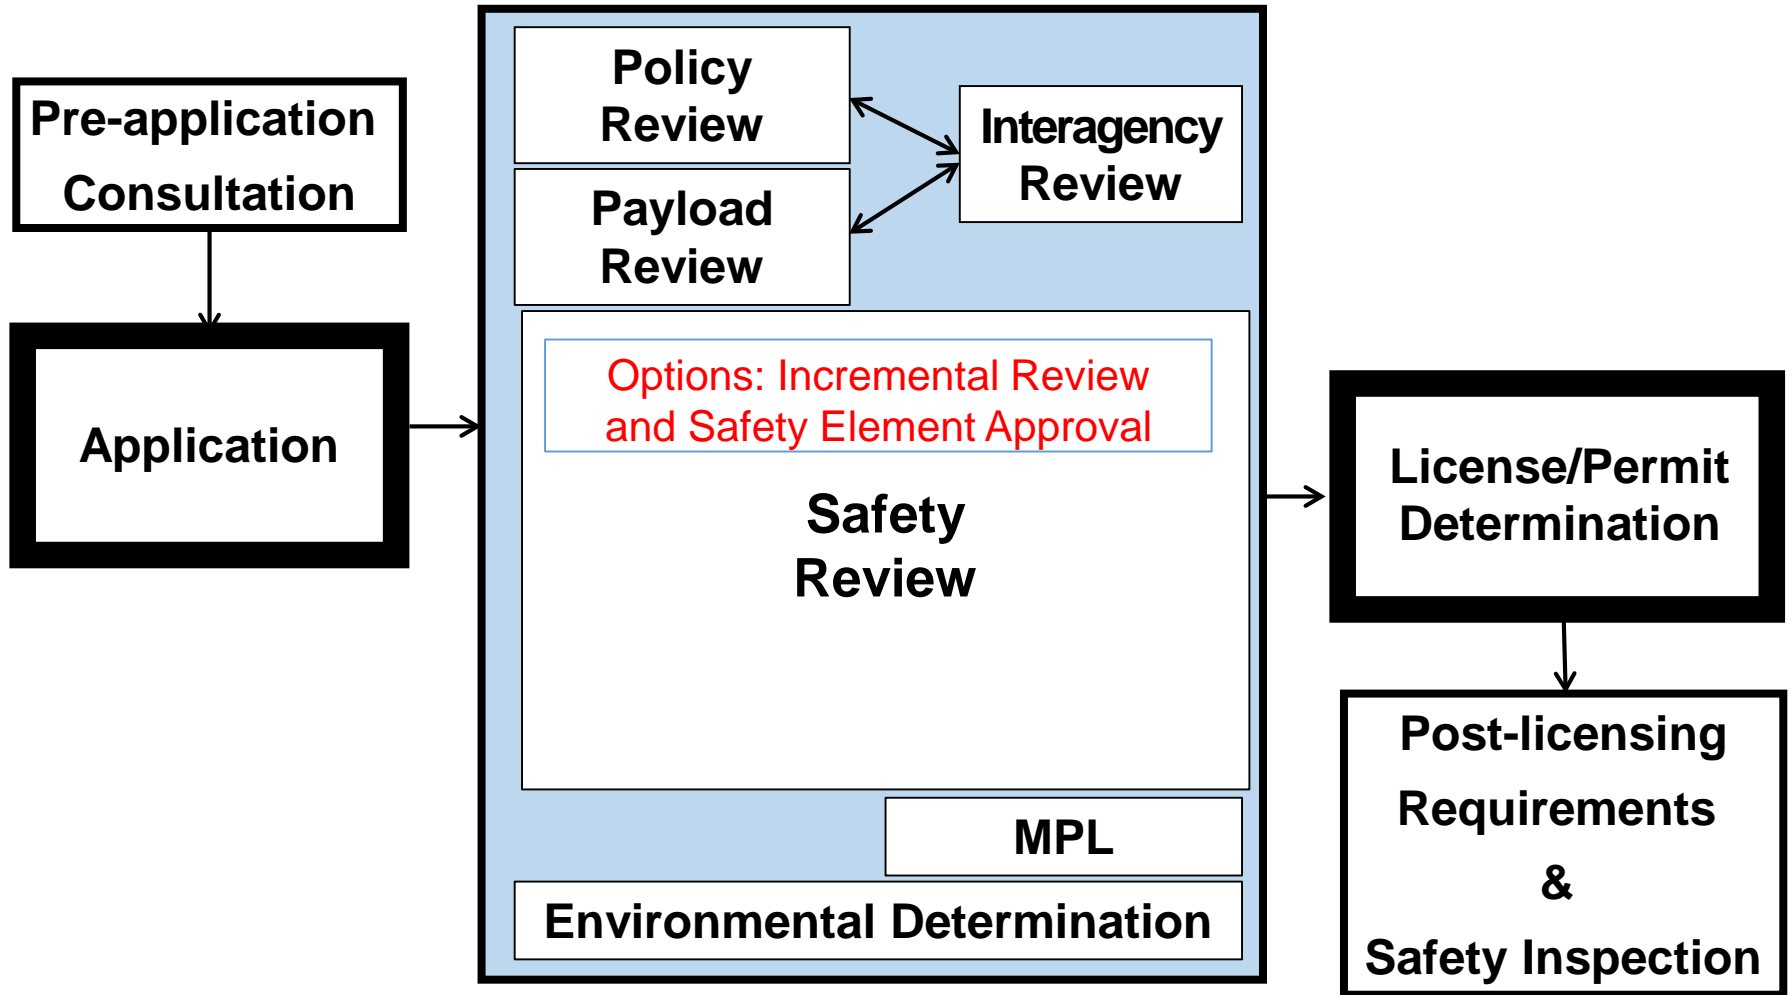 Pre-application
Consultation
Application
Policy
Review
Payload
Review
Interagency
Review
Options: Incremental Review
and Safety Element Approval
Safety
Review
MPL
Environmental Determination
License/Permit
Determination
Post-licensing
Requirements
&
Safety Inspection